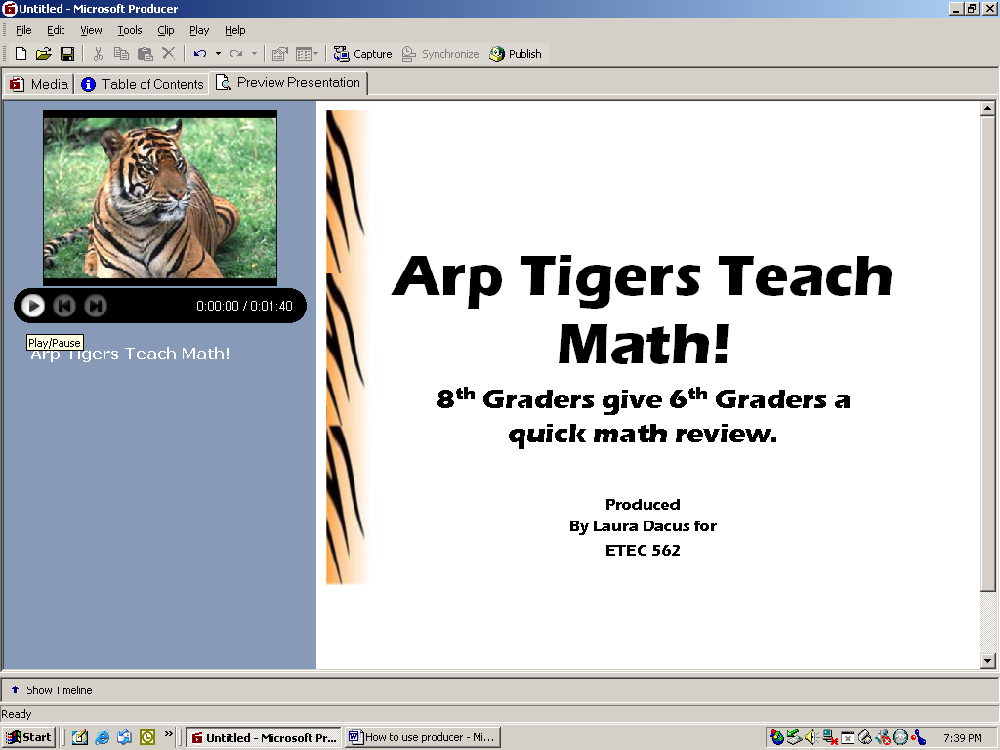 Untitled - Microsoft Producer
File Edit View Tools Clip Play Help
Capture Synchronize Publish
Media Table of Contents Preview Presentation
0:00:00 / 0:01:40
Play/Pause
Arp Tigers Teach Math!
Arp Tigers Teach
Math!
8th Graders give 6th Graders a
quick math review.
Produced
By Laura Dacus for
ETEC 562
Show Timeline
Ready
Start » Untitled - Microsoft Pr... How to use producer - Mi... 7:39 PM